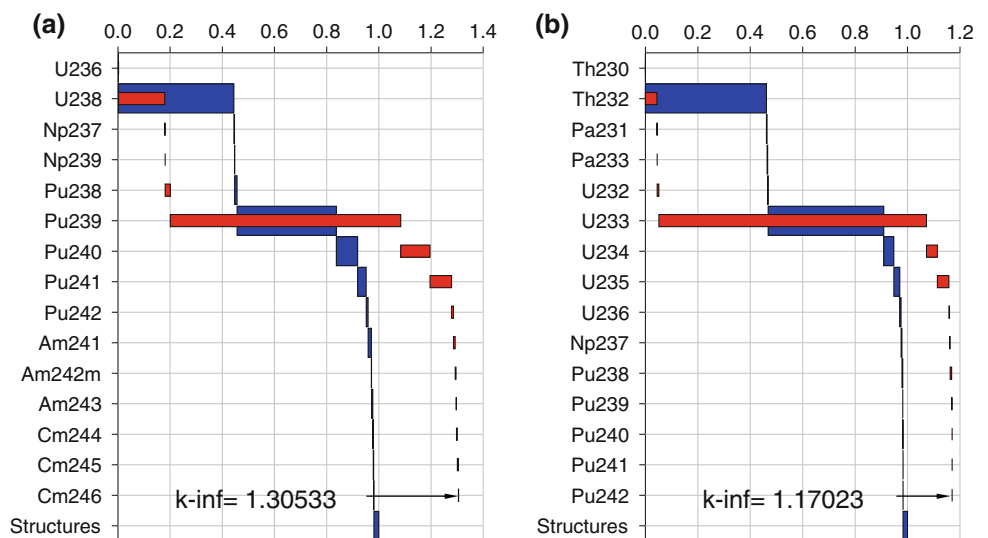 (a)
0.0 0.2 0.4 0.6 0.8 1.0 1.2 1.4
U236
U238
Np237
Np239
Pu238
Pu239
Pu240
Pu241
Pu242
Am241
Am242m
Am243
Cm244
Cm245
Cm246
Structures
k-inf= 1.30533
(b)
0.0 0.2 0.4 0.6 0.8 1.0 1.2
Th230
Th232
Pa231
Pa233
U232
U233
U234
U235
U236
Np237
Pu238
Pu239
Pu240
Pu241
Pu242
Structures
k-inf= 1.17023